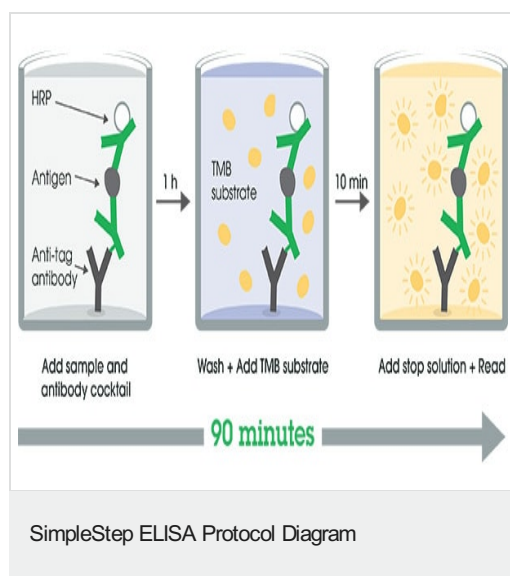 HRP
Antigen
Anti-tag
antibody
1 h
TMB
substrate
10 min
Add sample and
antibody cocktail
Wash + Add TMB substrate
Add stop solution + Read
90 minutes
SimpleStep ELISA Protocol Diagram